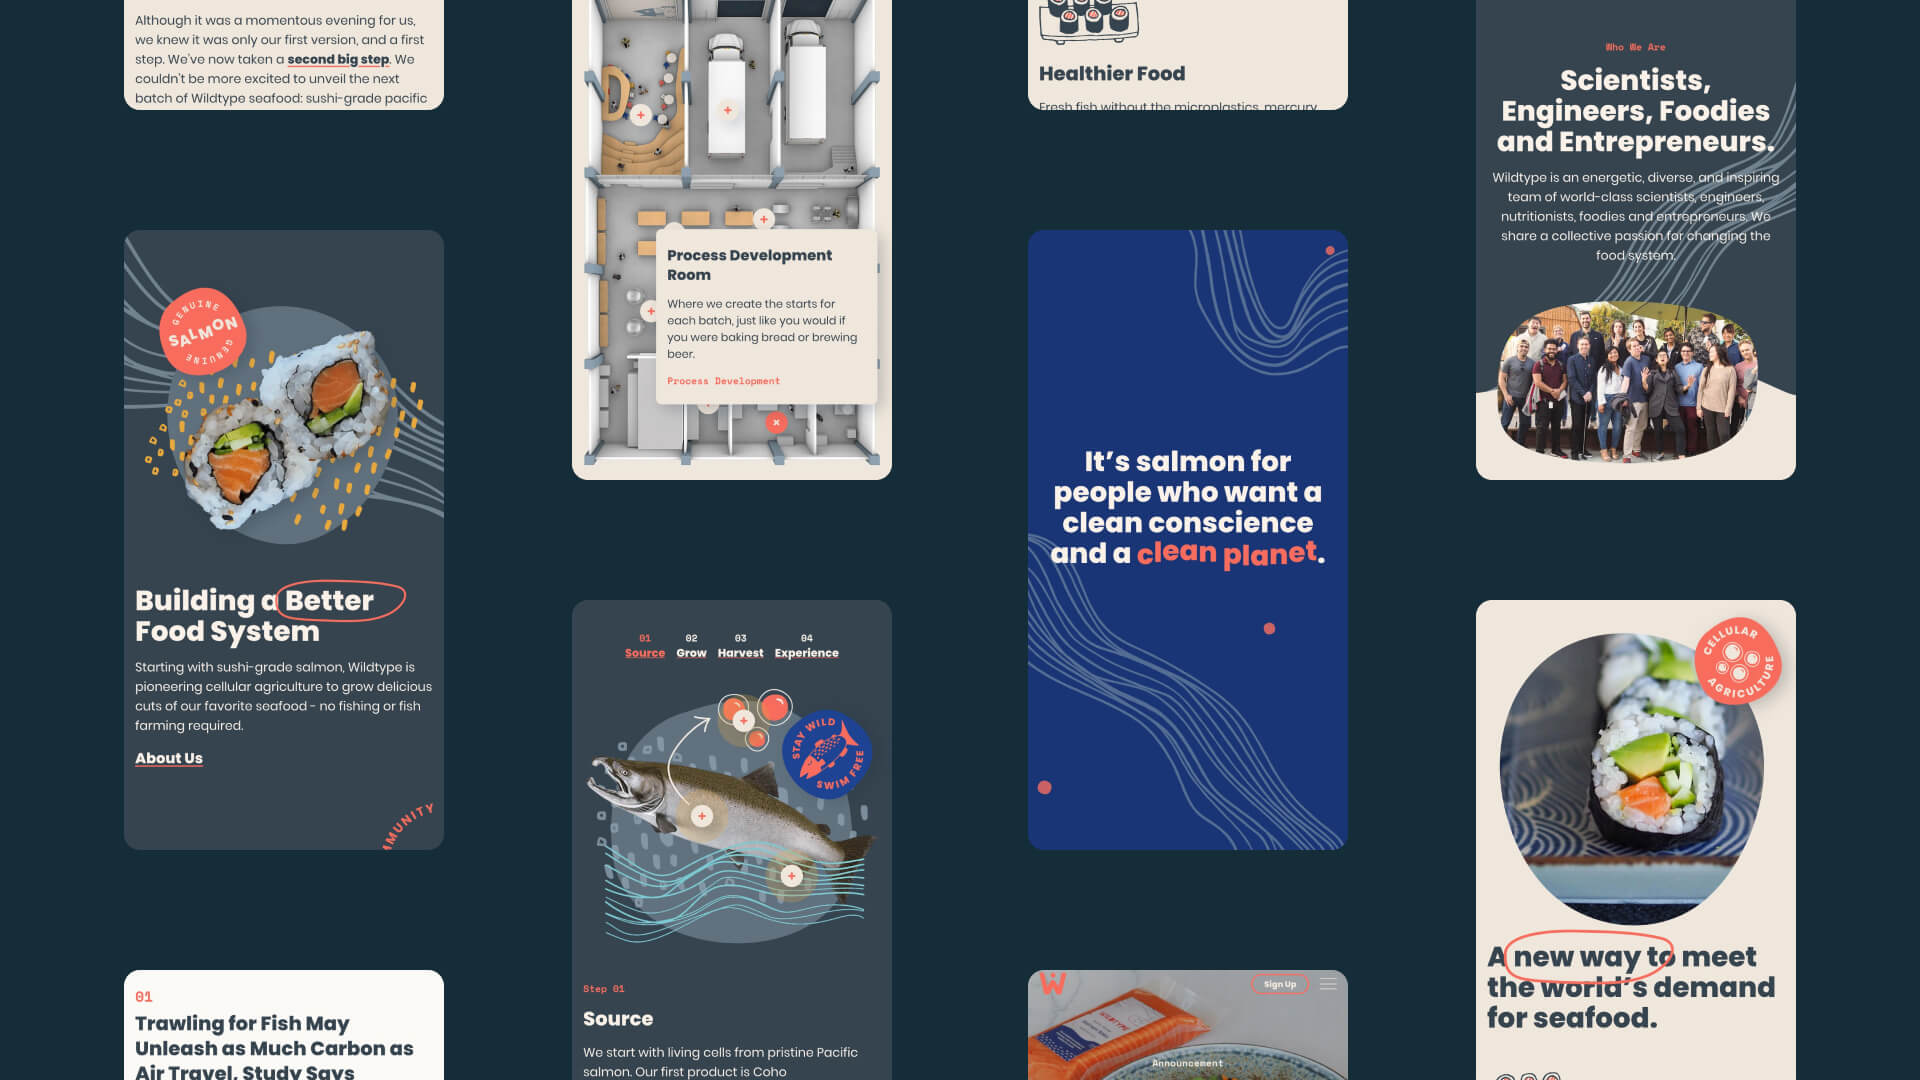 Although it was a momentous evening for us,
we knew it was only our first version, and a first
step. We've now taken a second big step. We
couldn't be more excited to unveil the next
batch of Wildtype seafood: sushi-grade pacific
GENUINE
SALMON
GENUINE
Building a Better
Food System
Starting with sushi-grade salmon, Wildtype is
pioneering cellular agriculture to grow delicious
cuts of our favorite seafood - no fishing or fish
farming required.
About Us
MUNITY
01
Trawling for Fish May
Unleash as Much Carbon as
Air Travel, Study Says
Process Development
Room
Where we create the starts for
each batch, just like you would if
you were baking bread or brewing
beer.
Process Development
01 02 03 04
Source Grow Harvest Experience
STAY WILD
SWIM FREE
Step 01
Source
We start with living cells from pristine Pacific
salmon. Our first product is Coho
Healthier Food
Fresh fish without the microplastics, mercury,
It's salmon for
people who want a
clean conscience
and a clean planet.
Sign Up
WILDTYPE
Announcement
Who We Are
Scientists,
Engineers, Foodies
and Entrepreneurs.
Wildtype is an energetic, diverse, and inspiring
team of world-class scientists, engineers,
nutritionists, foodies and entrepreneurs. We
share a collective passion for changing the
food system.
CELLULAR
AGRICULTURE
A new way to meet
the world's demand
for seafood.